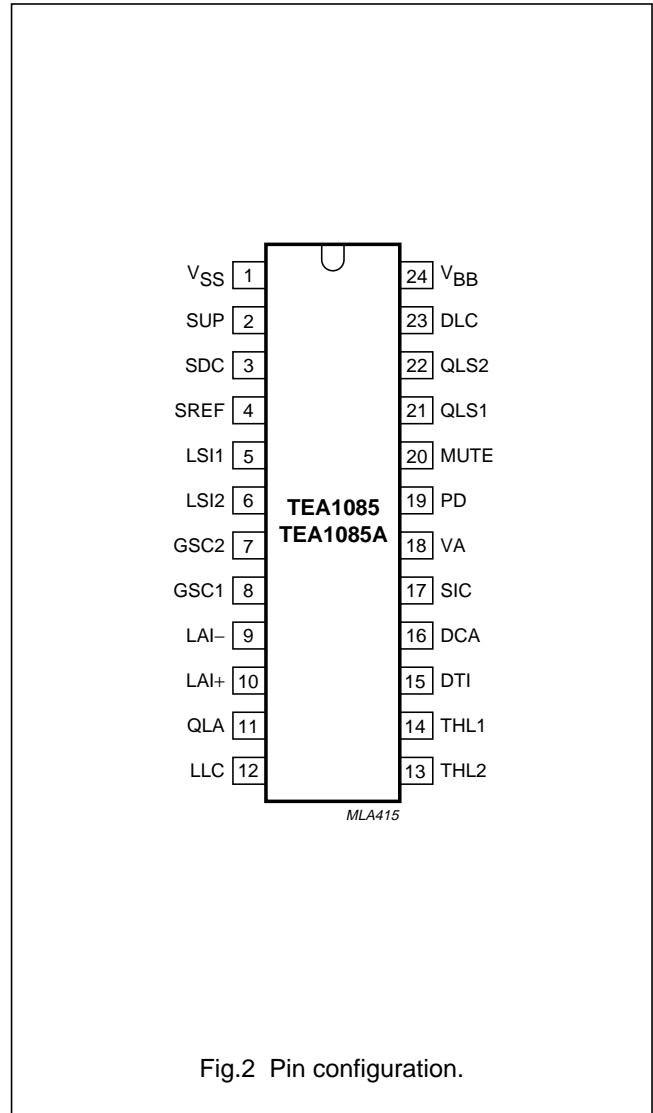 VSS 1 24 VBB
SUP 2 23 DLC
SDC 3 22 QLS2
SREF 4 21 QLS1
LSI1 5 20 MUTE
LSI2 6 TEA1085 19 PD
GSC2 7 TEA1085A 18 VA
GSC1 8 17 SIC
LAI− 9 16 DCA
LAI+ 10 15 DTI
QLA 11 14 THL1
LLC 12 13 THL2
MLA415
Fig.2 Pin configuration.